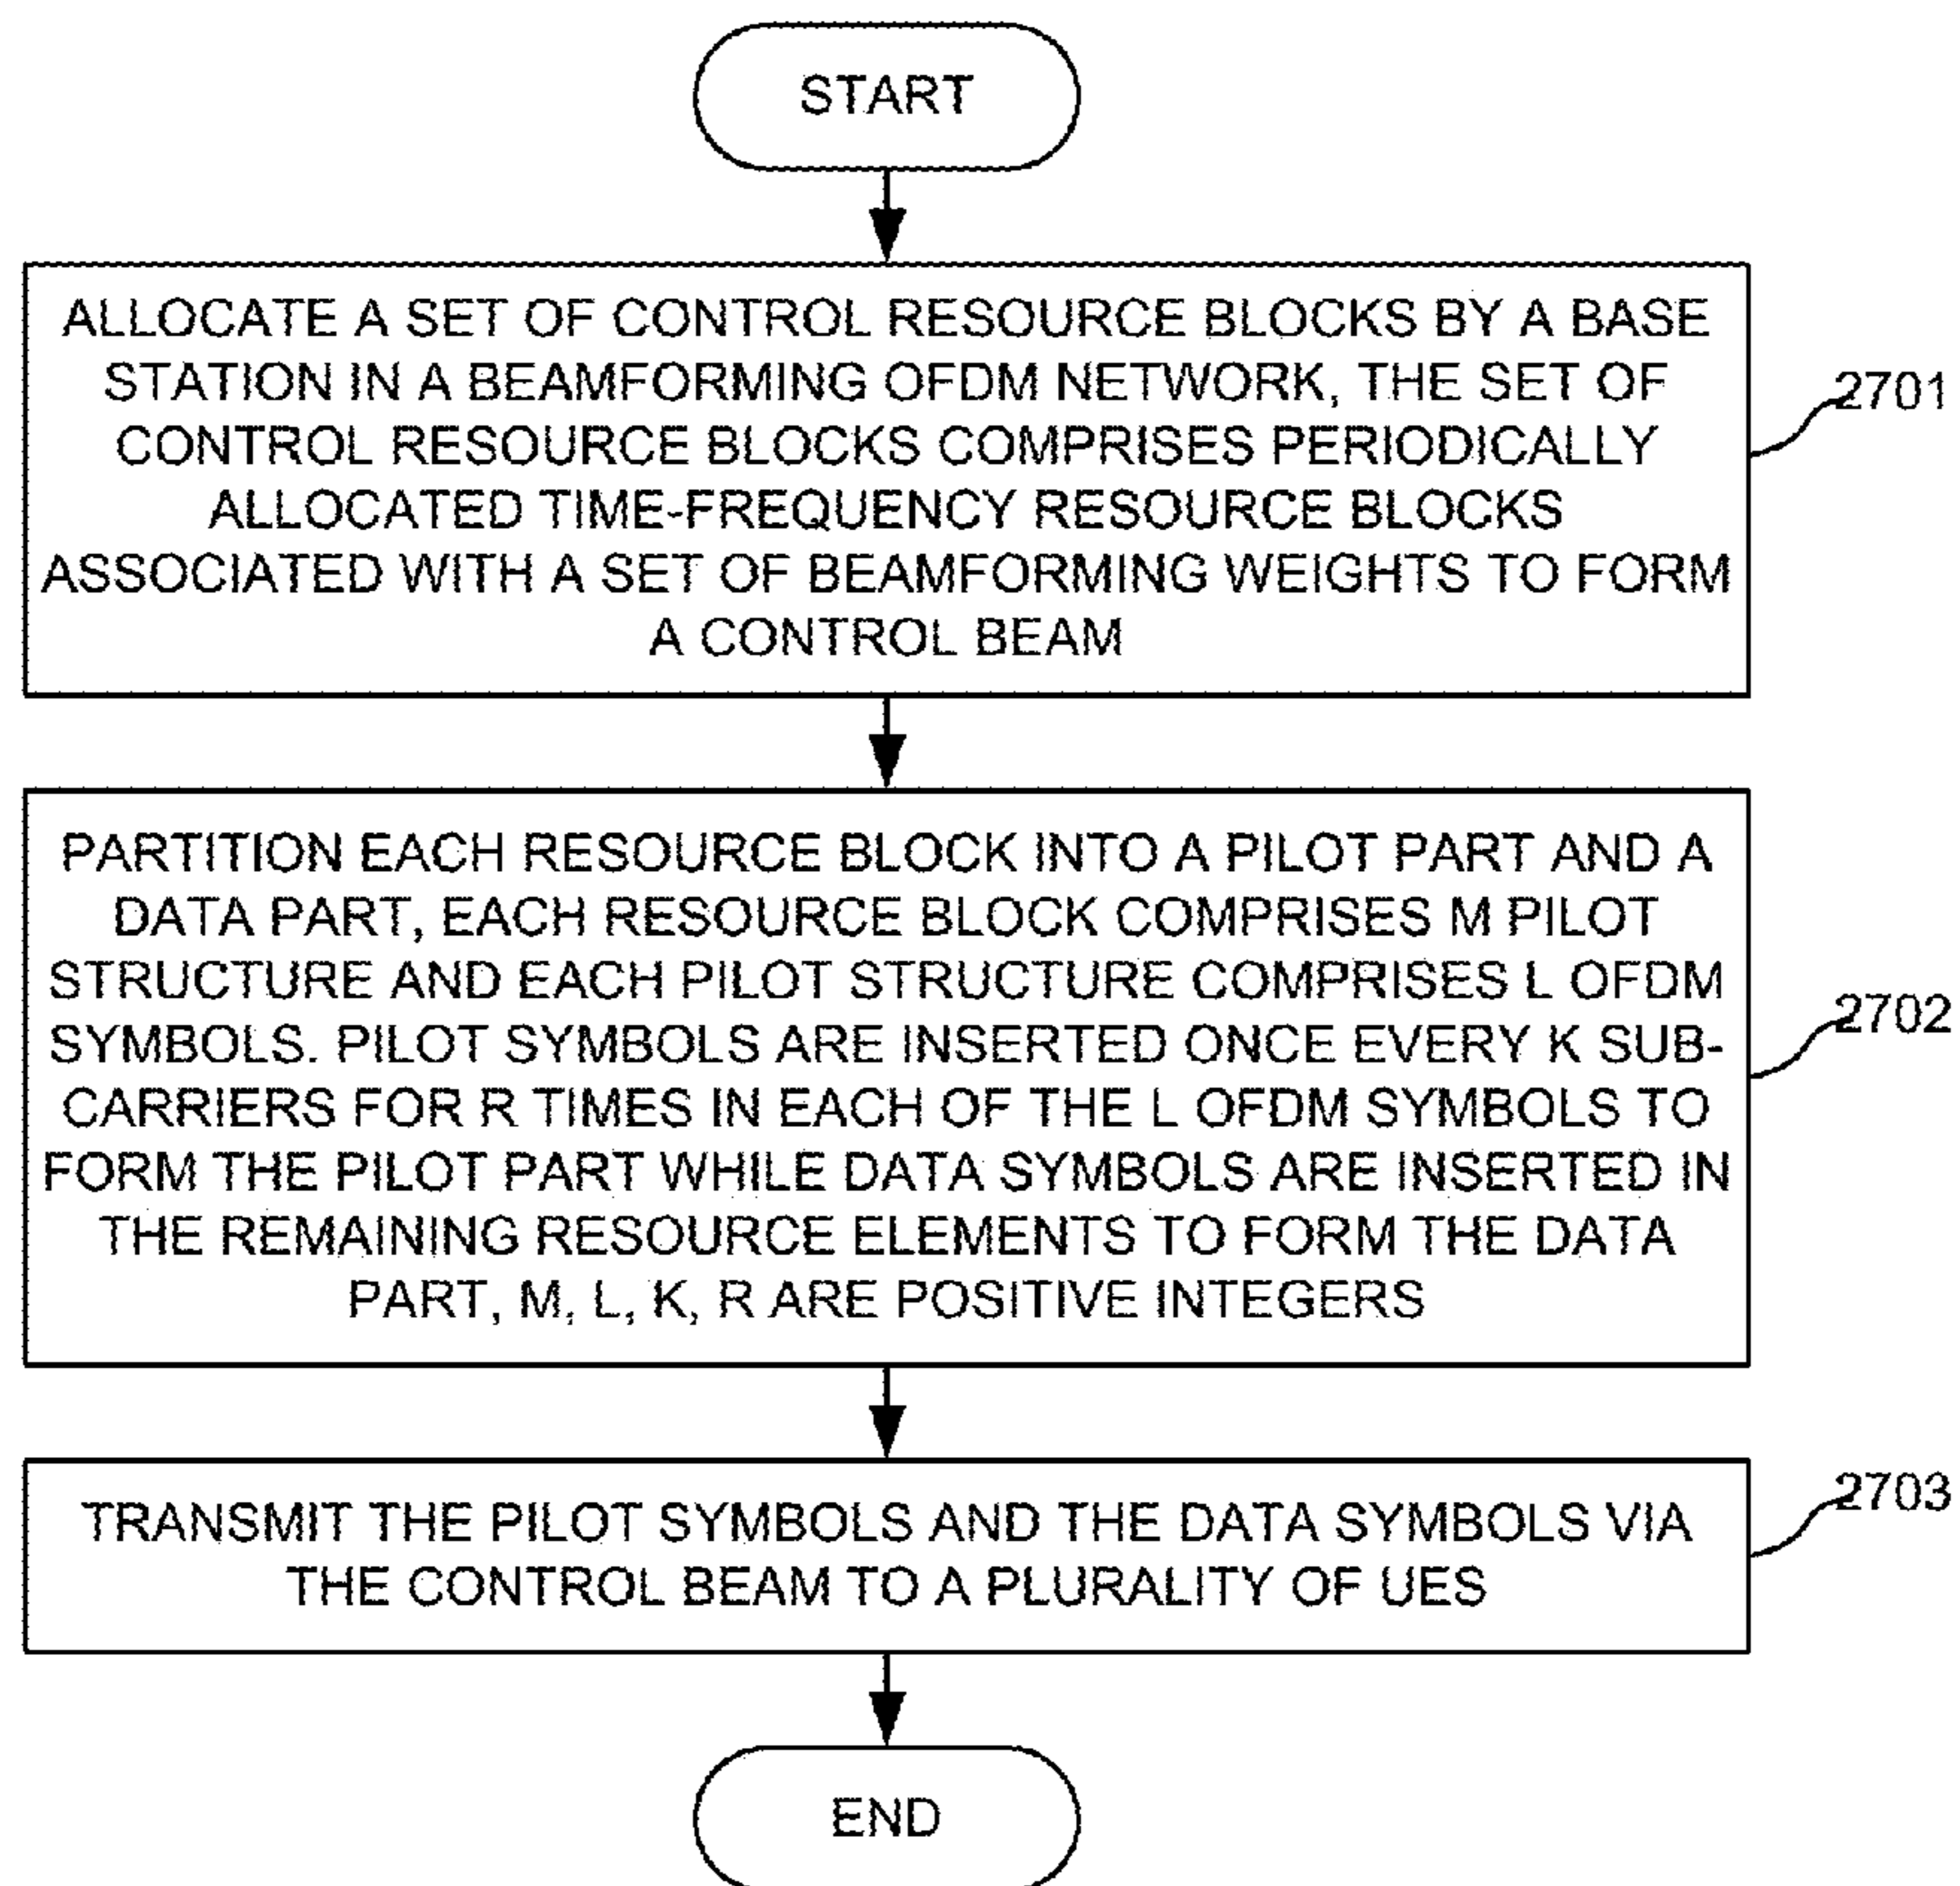 START
ALLOCATE A SET OF CONTROL RESOURCE BLOCKS BY A BASE
STATION IN A BEAMFORMING OFDM NETWORK, THE SET OF
CONTROL RESOURCE BLOCKS COMPRISES PERIODICALLY
ALLOCATED TIME-FREQUENCY RESOURCE BLOCKS
ASSOCIATED WITH A SET OF BEAMFORMING WEIGHTS TO FORM
A CONTROL BEAM
2701
PARTITION EACH RESOURCE BLOCK INTO A PILOT PART AND A
DATA PART, EACH RESOURCE BLOCK COMPRISES M PILOT
STRUCTURE AND EACH PILOT STRUCTURE COMPRISES L OFDM
SYMBOLS. PILOT SYMBOLS ARE INSERTED ONCE EVERY K SUB-
CARRIERS FOR R TIMES IN EACH OF THE L OFDM SYMBOLS TO
FORM THE PILOT PART WHILE DATA SYMBOLS ARE INSERTED IN
THE REMAINING RESOURCE ELEMENTS TO FORM THE DATA
PART, M, L, K, R ARE POSITIVE INTEGERS
2702
TRANSMIT THE PILOT SYMBOLS AND THE DATA SYMBOLS VIA
THE CONTROL BEAM TO A PLURALITY OF UES
2703
END